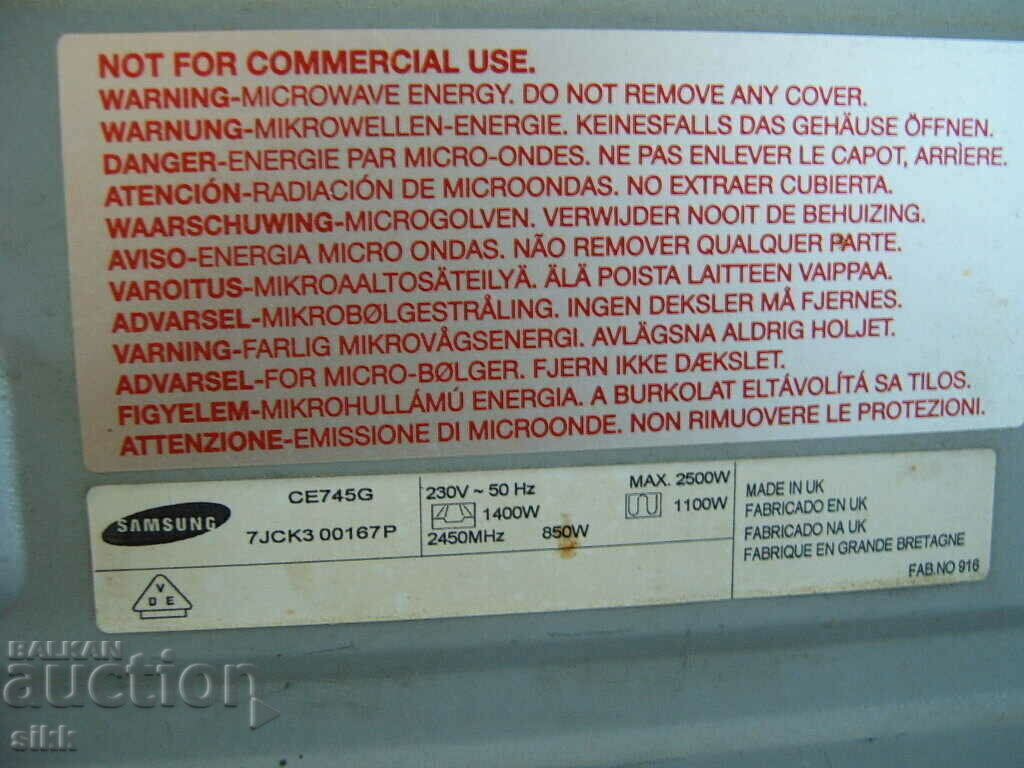 NOT FOR COMMERCIAL USE.
WARNING-MICROWAVE ENERGY. DO NOT REMOVE ANY COVER.
WARNUNG-MIKROWELLEN-ENERGIE. KEINESFALLS DAS GEHÄUSE ÖFFNEN.
DANGER-ENERGIE PAR MICRO-ONDES. NE PAS ENLEVER LE CAPOT, ARRÌERE.
ATENCIÓN-RADIACIÓN DE MICROONDAS. NO EXTRAER CUBIERTA.
WAARSCHUWING-MICROGOLVEN. VERWIJDER NOOIT DE BEHUIZING.
AVISO-ENERGIA MICRO ONDAS. NÃO REMOVER QUALQUER PARTE.
VAROITUS-MIKROAALTOSÄTEILYÄ. ÄLÄ POISTA LAITTEEN VAIPPAA.
ADVARSEL-MIKROBØLGESTRÅLING. INGEN DEKSLER MÅ FJERNES.
VARNING-FARLIG MIKROVÅGSENERGI. AVLÄGSNA ALDRIG HOLJET.
ADVARSEL-FOR MICRO-BØLGER. FJERN IKKE DÆKSLET.
FIGYELEM-MIKROHULLÁMÚ ENERGIA. A BURKOLAT ELTÁVOLÍTÁ SA TILOS.
ATTENZIONE-EMISSIONE DI MICROONDE. NON RIMUOVERE LE PROTEZIONI.
SAMSUNG
CE745G
7JCK3 00167P
VDE
230V ~ 50 Hz MAX. 2500W
1400W 1100W
2450MHz 850W
MADE IN UK
FABRICADO EN UK
FABRICADO NA UK
FABRIQUE EN GRANDE BRETAGNE
FAB.NO 916
BALKAN
auction
sikk